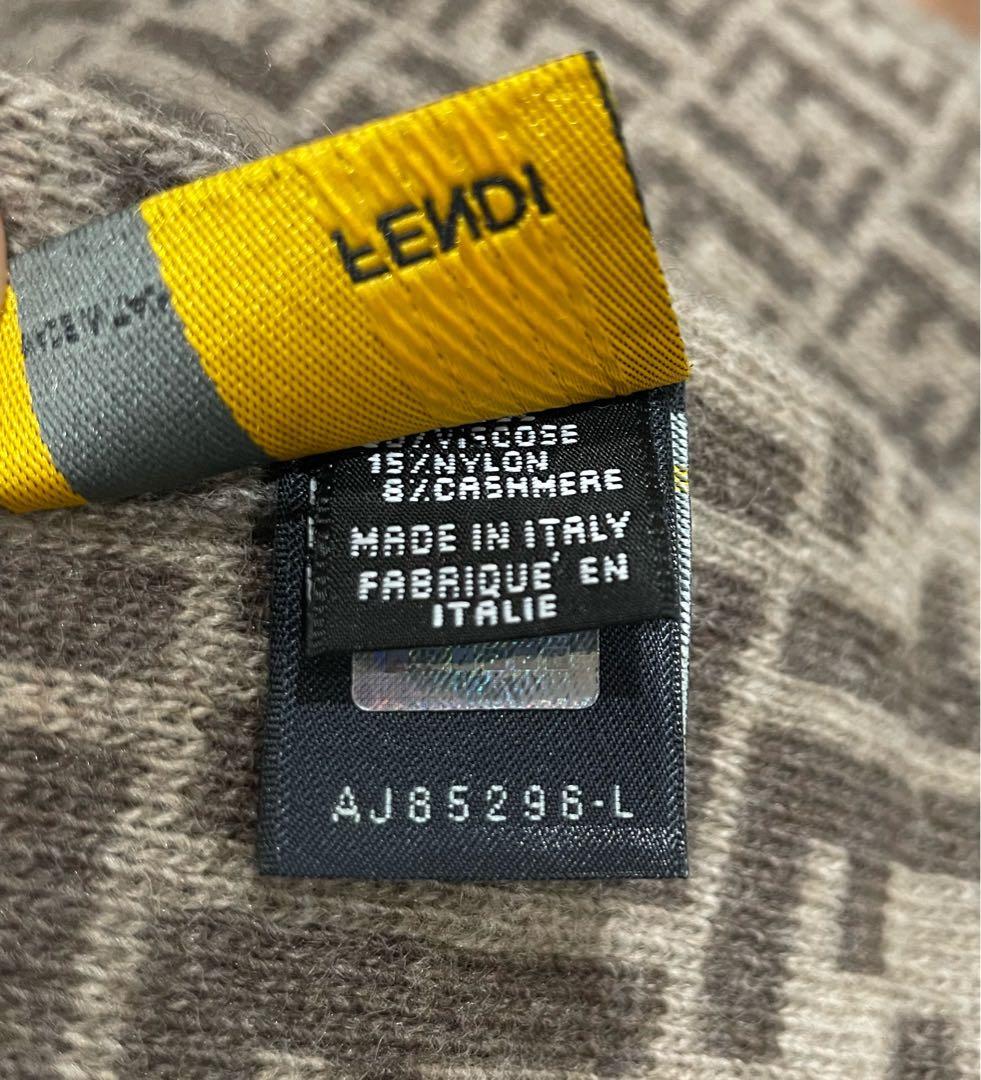 FENDI
VISCOSE
15%NYLON
8%CASHMERE
MADE IN ITALY
FABRIQUE' EN
ITALIE
AJ85296-L